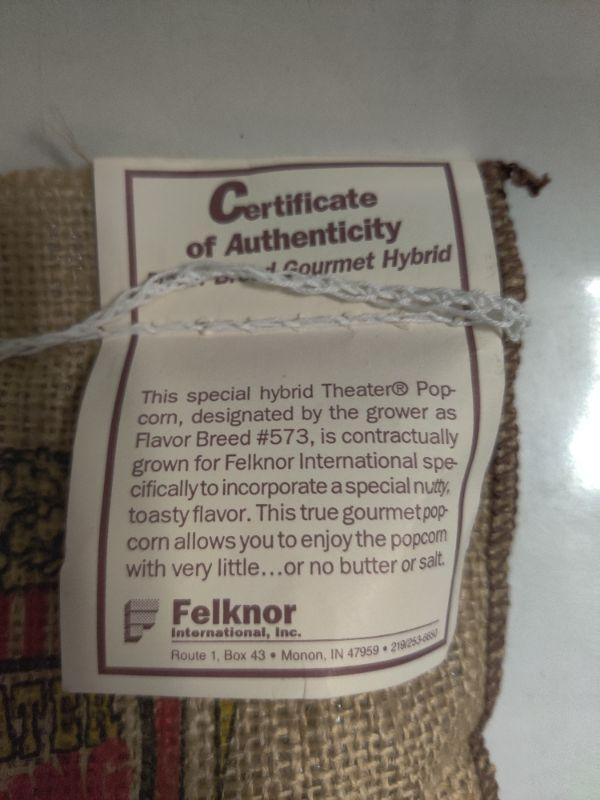 Certificate
of Authenticity
Gourmet Hybrid
This special hybrid Theater® Pop-
corn, designated by the grower as
Flavor Breed #573, is contractually
grown for Felknor International spe-
cifically to incorporate a special nutty,
toasty flavor. This true gourmet pop-
corn allows you to enjoy the popcorn
with very little...or no butter or salt.
Felknor
International, Inc.
Route 1, Box 43 • Monon, IN 47959 • 219/253-6650